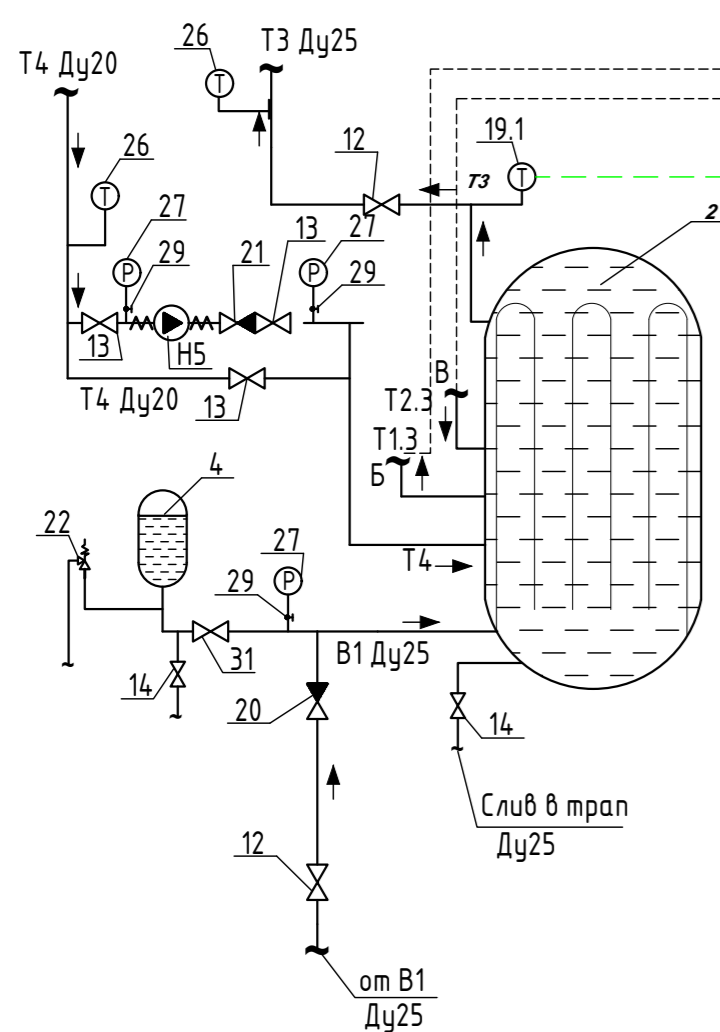 26
Т3 Ду25
Т4 Ду20
Т
26
12
19.1
Т
Т3
Т
27
13
27
2
29
21
Р
Р
29
13
Н5
Т4 Ду20
13
В
Т2.3
Т1.3
Б
4
22
27
Т4
29
Р
14
31
В1 Ду25
20
14
Слив в трап
Ду25
12
от В1
Ду25